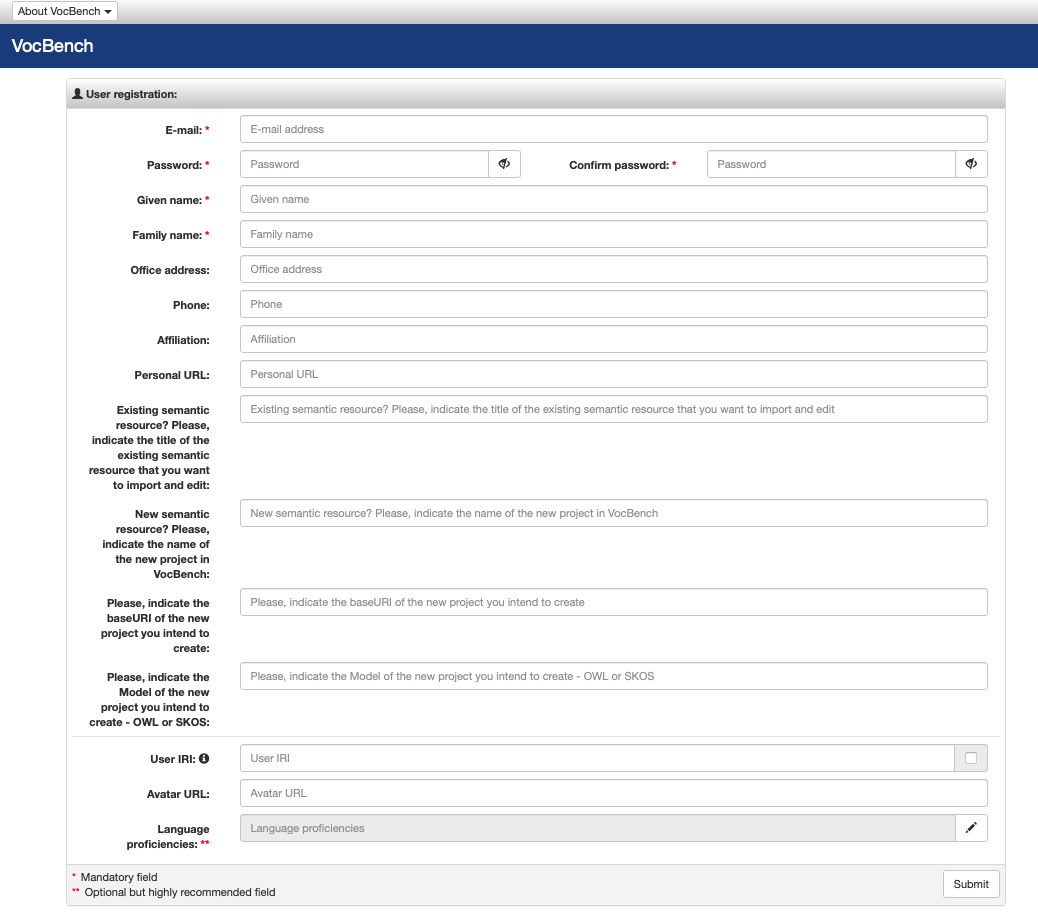 About VocBench
VocBench
User registration:
E-mail: * E-mail address
Password: * Password Confirm password: * Password
Given name: * Given name
Family name: * Family name
Office address: Office address
Phone: Phone
Affiliation: Affiliation
Personal URL: Personal URL
Existing semantic
resource? Please,
indicate the title of the
existing semantic
resource that you want
to import and edit:
Existing semantic resource? Please, indicate the title of the existing semantic resource that you want to import and edit
New semantic
resource? Please,
indicate the name of
the new project in
VocBench:
New semantic resource? Please, indicate the name of the new project in VocBench
Please, indicate the
baseURI of the new
project you intend to
create:
Please, indicate the baseURI of the new project you intend to create
Please, indicate the
Model of the new
project you intend to
create - OWL or SKOS:
Please, indicate the Model of the new project you intend to create - OWL or SKOS
User IRI: User IRI
Avatar URL: Avatar URL
Language
proficiencies: **
Language proficiencies
* Mandatory field
** Optional but highly recommended field
Submit